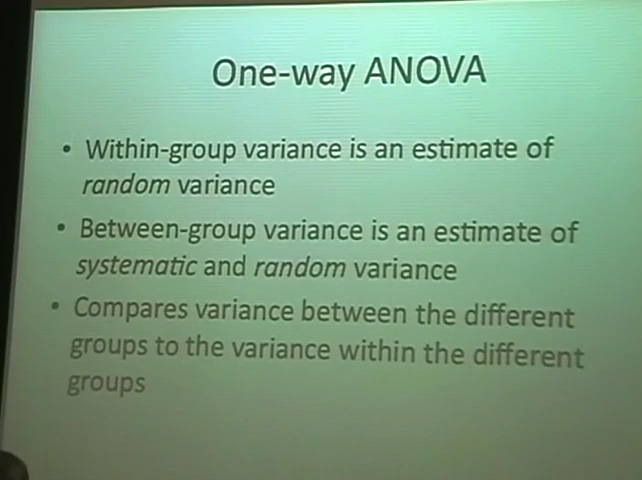 One-way ANOVA
• Within-group variance is an estimate of
random variance
• Between-group variance is an estimate of
systematic and random variance
• Compares variance between the different
groups to the variance within the different
groups